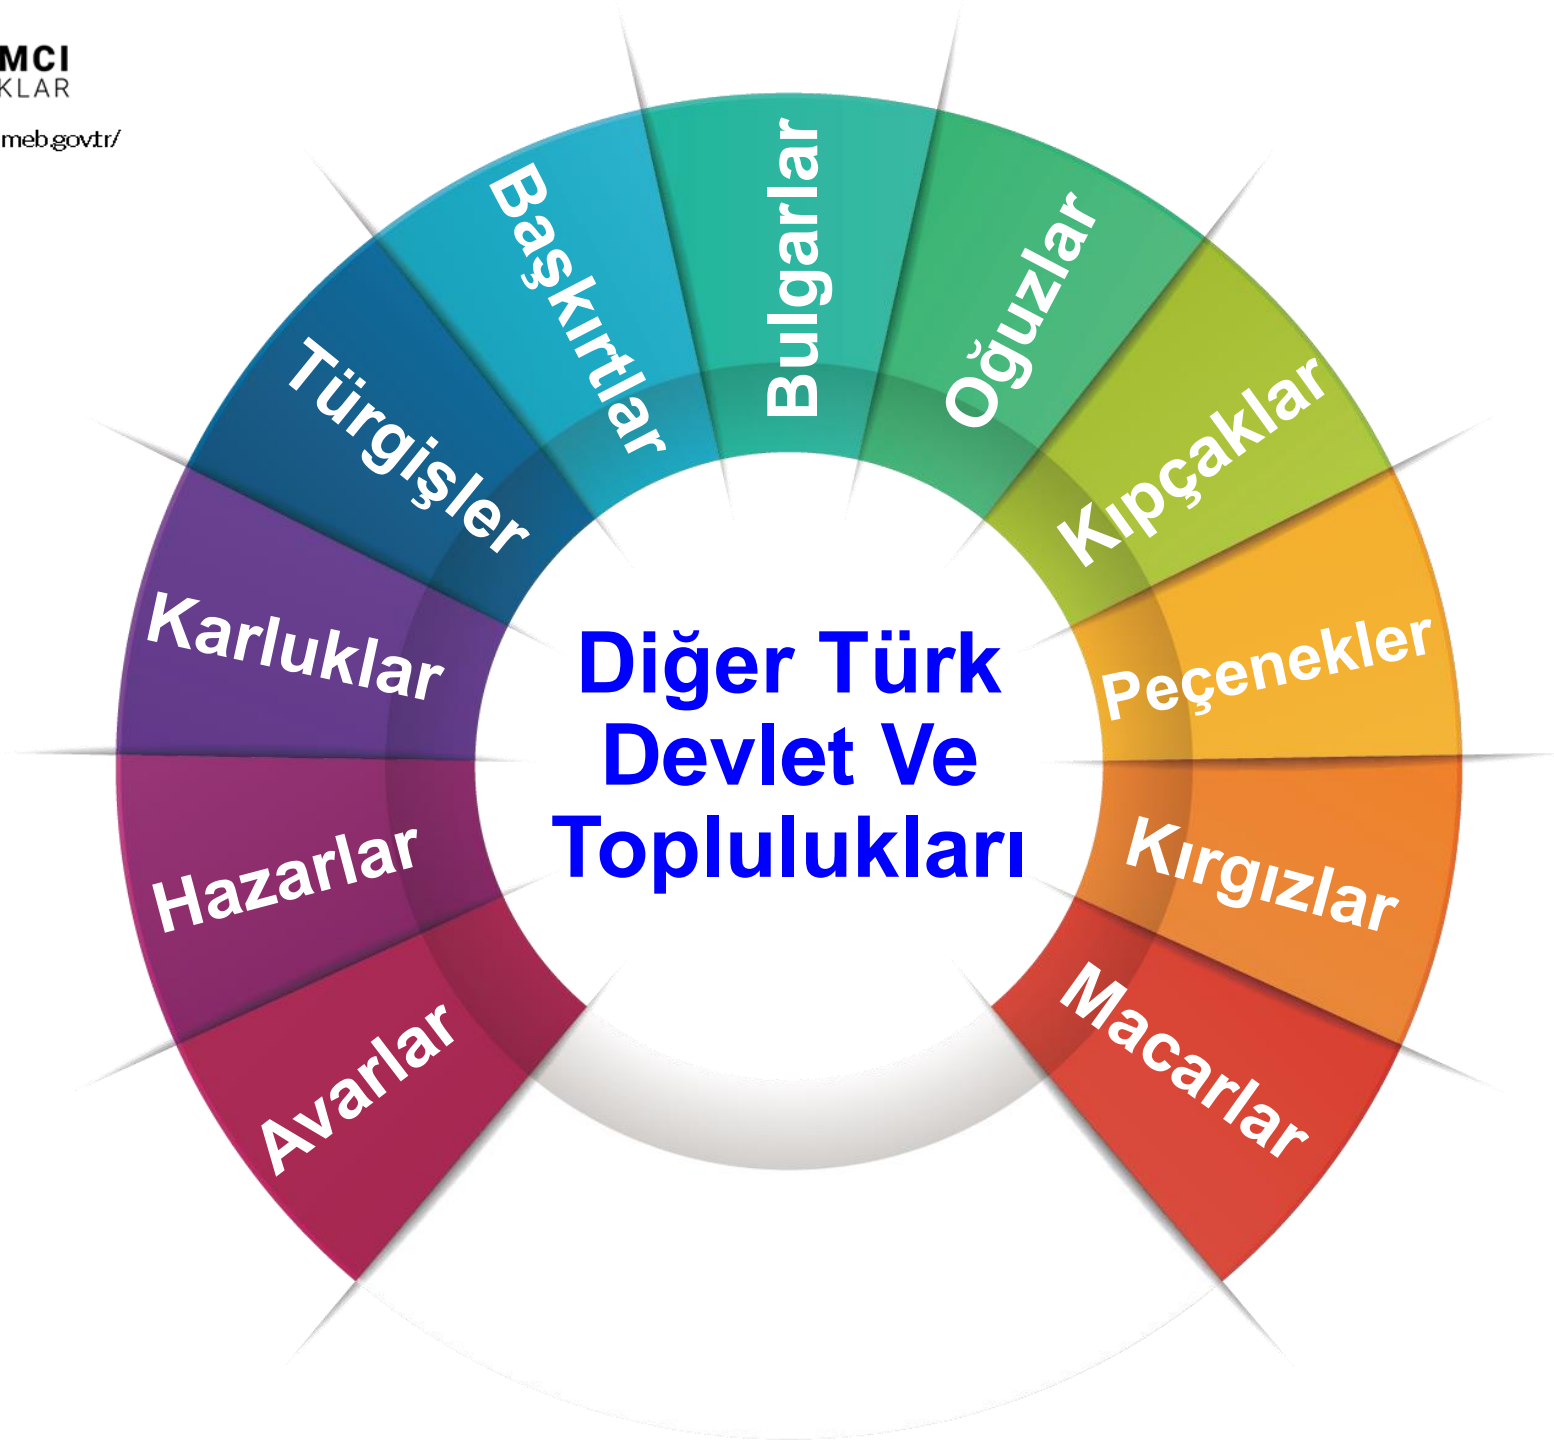 MCI
KLAR
meb.gov.tr/
Avarlar
Hazarlar
Karluklar
Türgişler
Başkırtlar
Bulgarlar
Oğuzlar
Kıpçaklar
Peçenekler
Kırgızlar
Macarlar
Diğer Türk
Devlet Ve
Toplulukları